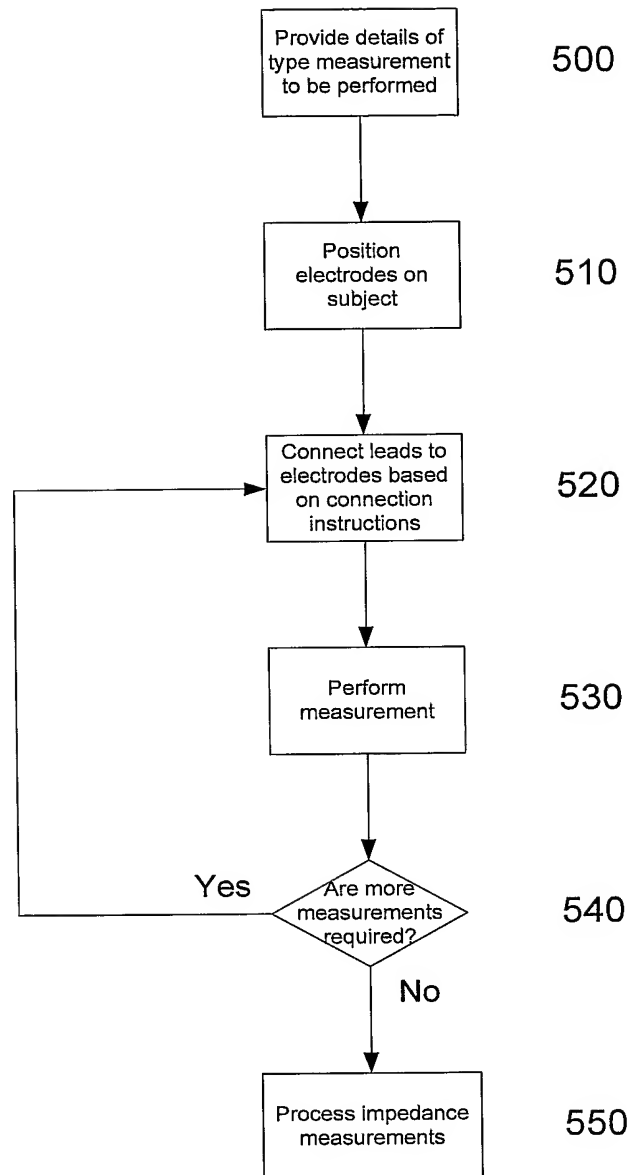 Provide details of
type measurement
to be performed
500
Position
electrodes on
subject
510
Connect leads to
electrodes based
on connection
instructions
520
Perform
measurement
530
Yes
Are more
measurements
required?
540
No
Process impedance
measurements
550